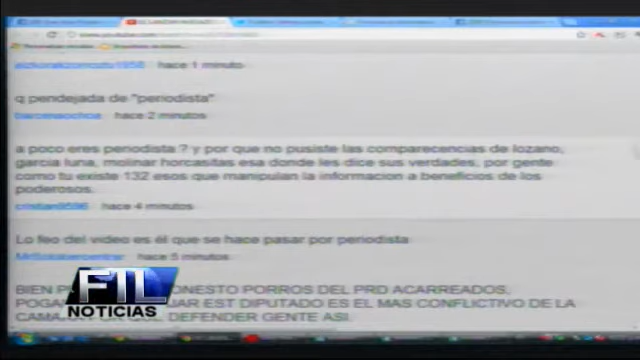 hace 1 minuto
q pendejada de "periodista"
barcenaochoa hace 2 minutos
a poco eres periodista ? y por que no pusiste las comparecencias de lozano,
garcia luna, molinar horcasitas esa donde les dice sus verdades, por gente
como tu existe 132 esos que manipulan la informacion a beneficios de los
poderosos.
cristian9596 hace 4 minutos
Lo feo del video es él que se hace pasar por periodista
hace 5 minutos
BIEN ONESTO PORROS DEL PRD ACARREADOS,
EST DIPUTADO ES EL MAS CONFLICTIVO DE LA
DEFENDER GENTE ASI.
FIL
NOTICIAS